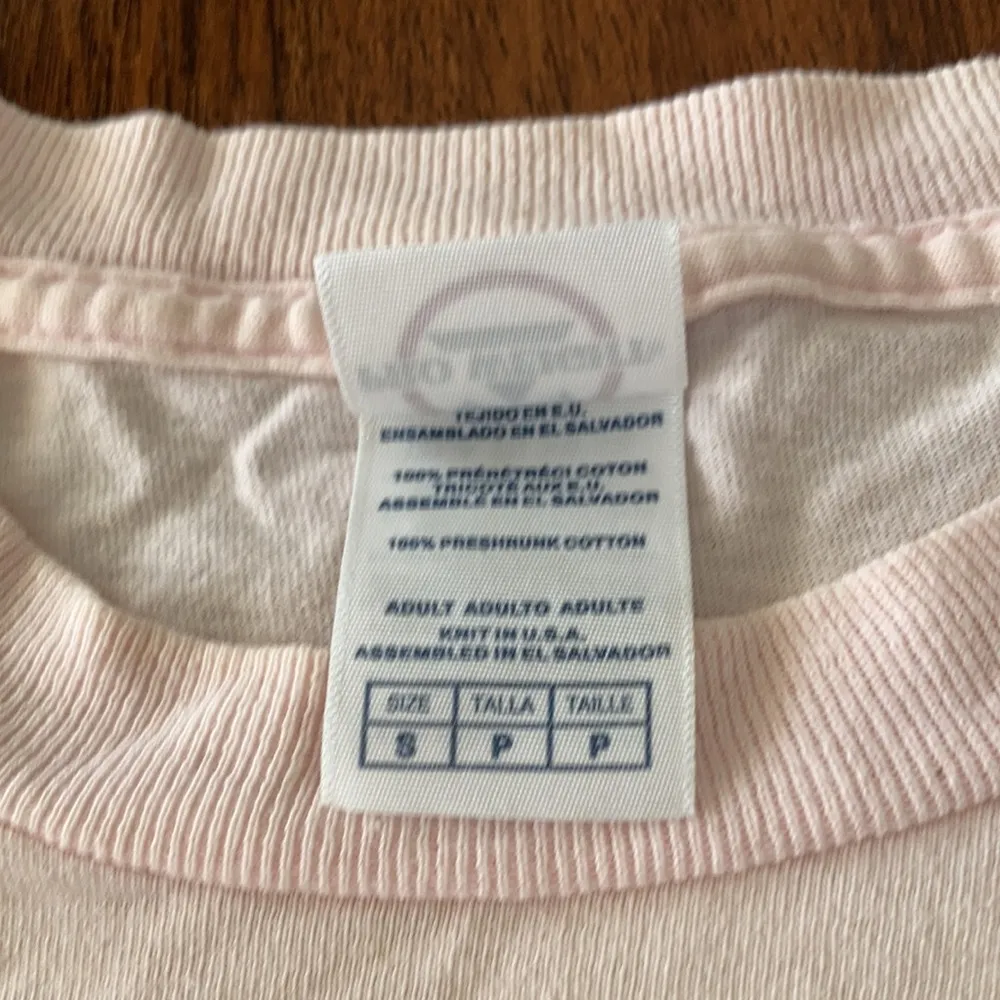 TEJIDO EN E.U.
ENSAMBLADO EN EL SALVADOR
100% PRÉRÉTRÉCI COTON
TRICOTÉ AUX E.U.
ASSEMBLÉ EN EL SALVADOR
100% PRESHRUNK COTTON
ADULT ADULTO ADULTE
KNIT IN U.S.A.
ASSEMBLED IN EL SALVADOR
SIZE TALLA TAILLE
S P P